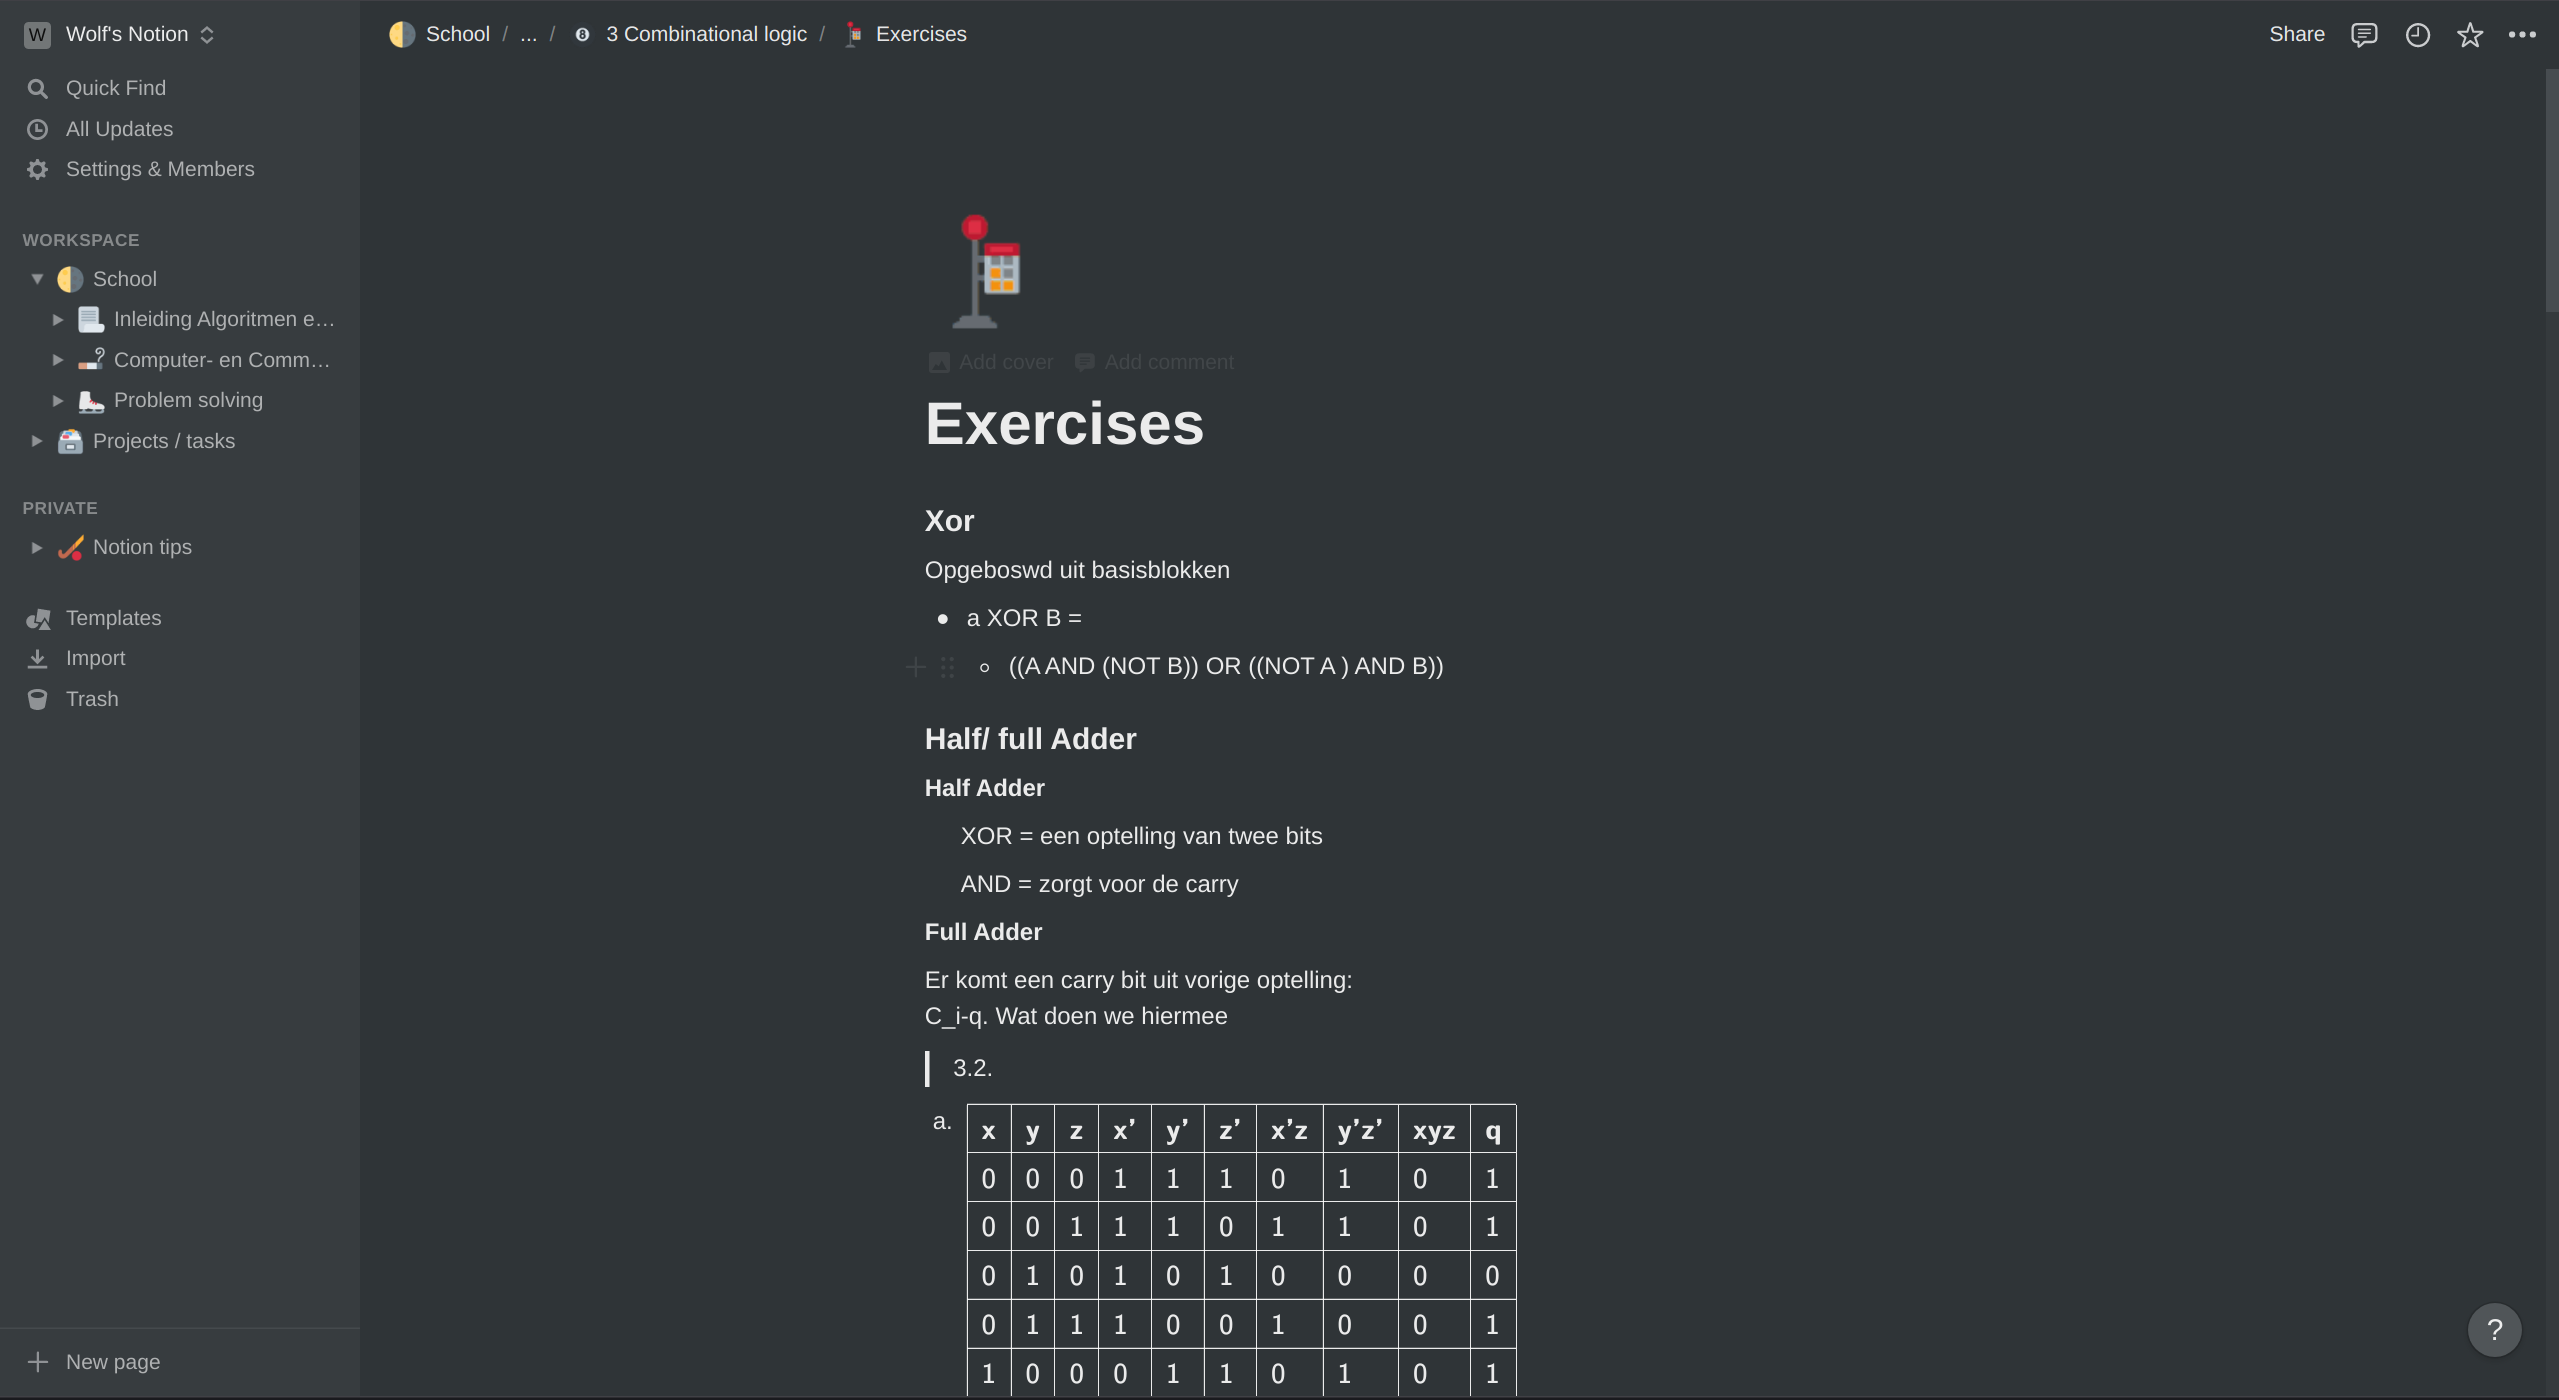 W Wolf's Notion
Quick Find
All Updates
Settings & Members
WORKSPACE
School
Inleiding Algoritmen e…
Computer- en Comm…
Problem solving
Projects / tasks
PRIVATE
Notion tips
Templates
Import
Trash
New page
School / ... / 3 Combinational logic / Exercises
Share
Add cover Add comment
Exercises
Xor
Opgeboswd uit basisblokken
a XOR B =
((A AND (NOT B)) OR ((NOT A ) AND B))
Half/ full Adder
Half Adder
XOR = een optelling van twee bits
AND = zorgt voor de carry
Full Adder
Er komt een carry bit uit vorige optelling:
C_i-q. Wat doen we hiermee
3.2.
a.
x y z x’ y’ z’ x’z y’z’ xyz q
0 0 0 1 1 1 0 1 0 1
0 0 1 1 1 0 1 1 0 1
0 1 0 1 0 1 0 0 0 0
0 1 1 1 0 0 1 0 0 1
1 0 0 0 1 1 0 1 0 1
?